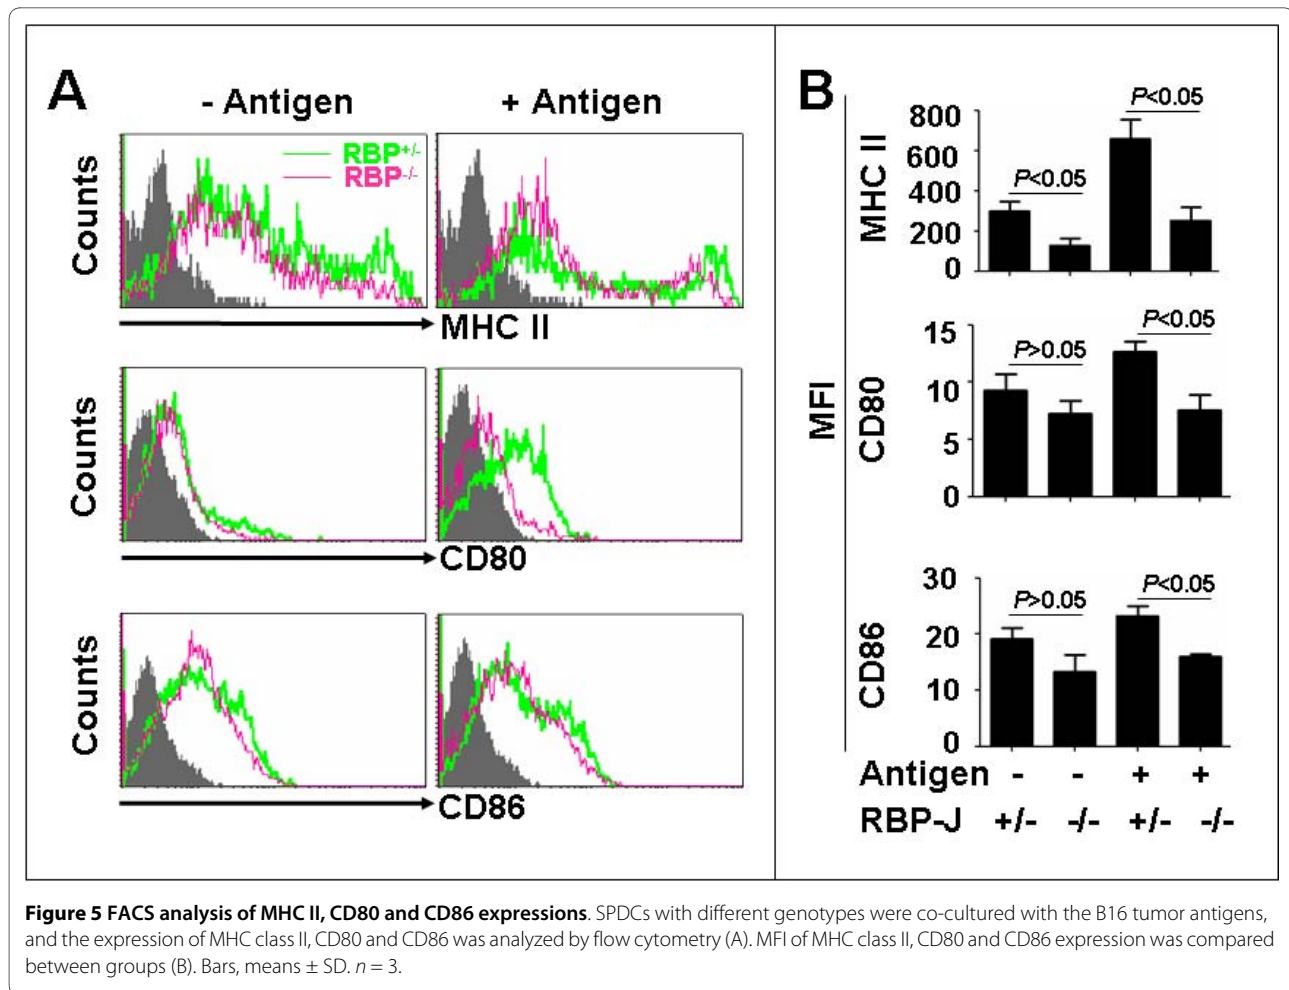 A
- Antigen
+ Antigen
RBP+/-
RBP-/-
Counts
MHC II
Counts
CD80
Counts
CD86
B
MFI
MHC II
800
600
400
200
0
P<0.05
P<0.05
CD80
15
10
5
0
P>0.05
P<0.05
CD86
30
20
10
0
P>0.05
P<0.05
Antigen - - + +
RBP-J +/- -/- +/- -/-
Figure 5 FACS analysis of MHC II, CD80 and CD86 expressions. SPDCs with different genotypes were co-cultured with the B16 tumor antigens,
and the expression of MHC class II, CD80 and CD86 was analyzed by flow cytometry (A). MFI of MHC class II, CD80 and CD86 expression was compared
between groups (B). Bars, means ± SD. n = 3.